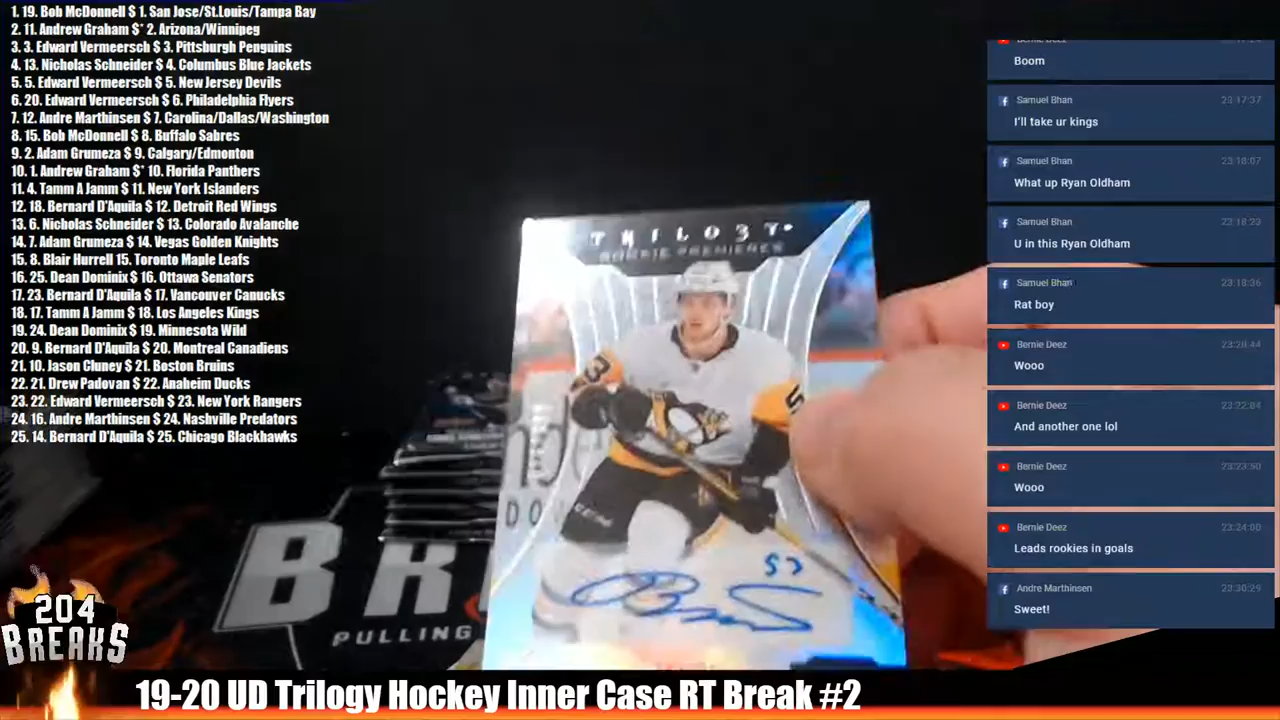 1. 19. Bob McDonnell $ 1. San Jose/St.Louis/Tampa Bay
2. 11. Andrew Graham $* 2. Arizona/Winnipeg
3. 3. Edward Vermeersch $ 3. Pittsburgh Penguins
4. 13. Nicholas Schneider $ 4. Columbus Blue Jackets
5. 5. Edward Vermeersch $ 5. New Jersey Devils
6. 20. Edward Vermeersch $ 6. Philadelphia Flyers
7. 12. Andre Marthinsen $ 7. Carolina/Dallas/Washington
8. 15. Bob McDonnell $ 8. Buffalo Sabres
9. 2. Adam Grumeza $ 9. Calgary/Edmonton
10. 1. Andrew Graham $* 10. Florida Panthers
11. 4. Tamm A Jamm $ 11. New York Islanders
12. 18. Bernard D'Aquila $ 12. Detroit Red Wings
13. 6. Nicholas Schneider $ 13. Colorado Avalanche
14. 7. Adam Grumeza $ 14. Vegas Golden Knights
15. 8. Blair Hurrell 15. Toronto Maple Leafs
16. 25. Dean Dominix $ 16. Ottawa Senators
17. 23. Bernard D'Aquila $ 17. Vancouver Canucks
18. 17. Tamm A Jamm $ 18. Los Angeles Kings
19. 24. Dean Dominix $ 19. Minnesota Wild
20. 9. Bernard D'Aquila $ 20. Montreal Canadiens
21. 10. Jason Cluney $ 21. Boston Bruins
22. 21. Drew Padovan $ 22. Anaheim Ducks
23. 22. Edward Vermeersch $ 23. New York Rangers
24. 16. Andre Marthinsen $ 24. Nashville Predators
25. 14. Bernard D'Aquila $ 25. Chicago Blackhawks
TRILOGY
ROOKIE PREMIERES
53
BR
PULLING
Bernie Deez
Boom
Samuel Bhan 23:17:37
I'll take ur kings
Samuel Bhan 23:18:07
What up Ryan Oldham
Samuel Bhan 23:18:23
U in this Ryan Oldham
Samuel Bhan 23:18:36
Rat boy
Bernie Deez 23:20:44
Wooo
Bernie Deez 23:22:04
And another one lol
Bernie Deez 23:23:50
Wooo
Bernie Deez 23:24:00
Leads rookies in goals
Andre Marthinsen 23:30:29
Sweet!
204
BREAKS
19-20 UD Trilogy Hockey Inner Case RT Break #2